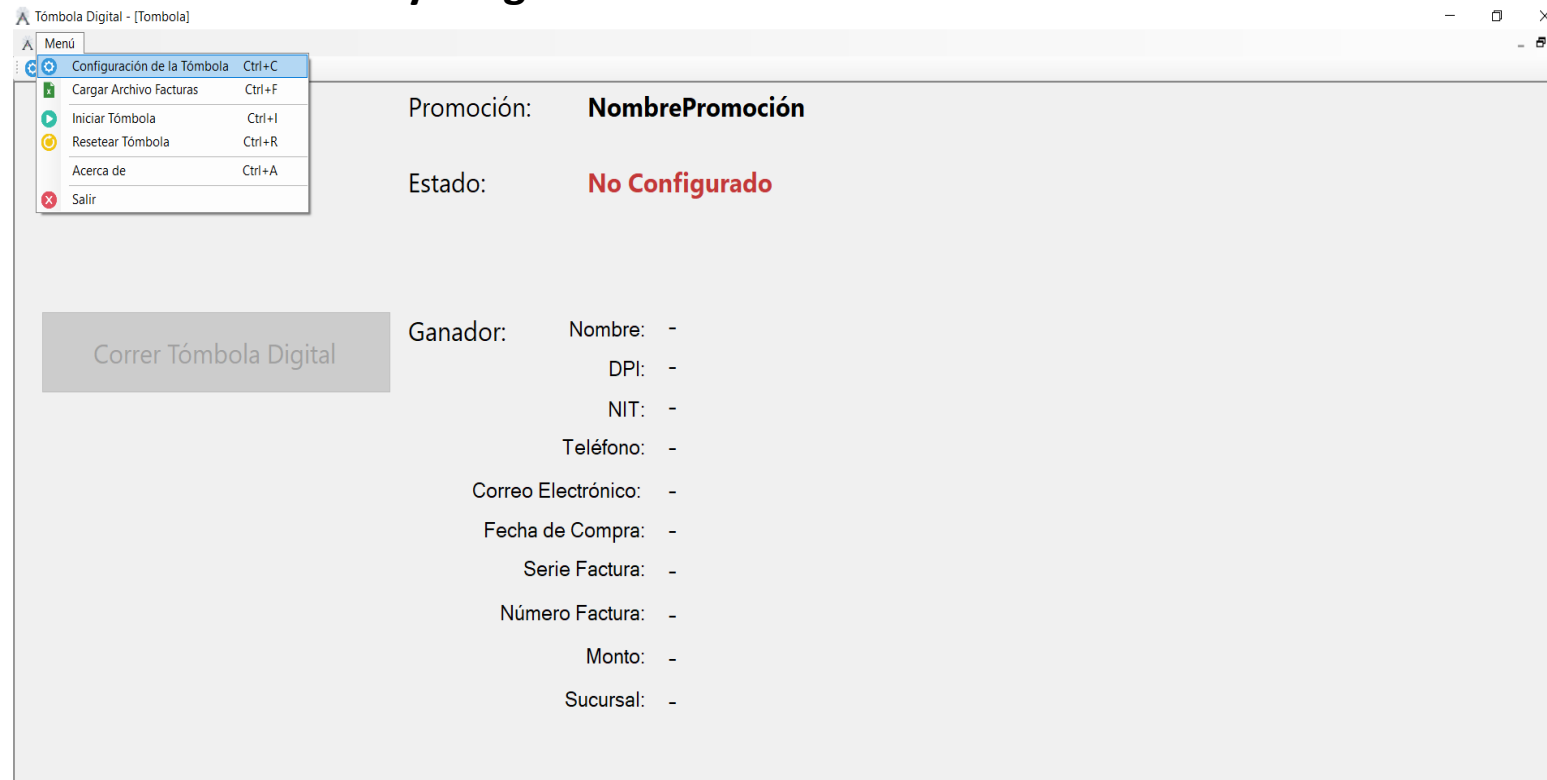 Tómbola Digital - [Tombola]
Menú
Configuración de la Tómbola Ctrl+C
Cargar Archivo Facturas Ctrl+F
Iniciar Tómbola Ctrl+I
Resetear Tómbola Ctrl+R
Acerca de Ctrl+A
Salir
Promoción: NombrePromoción
Estado: No Configurado
Correr Tómbola Digital
Ganador: Nombre: -
DPI: -
NIT: -
Teléfono: -
Correo Electrónico: -
Fecha de Compra: -
Serie Factura: -
Número Factura: -
Monto: -
Sucursal: -